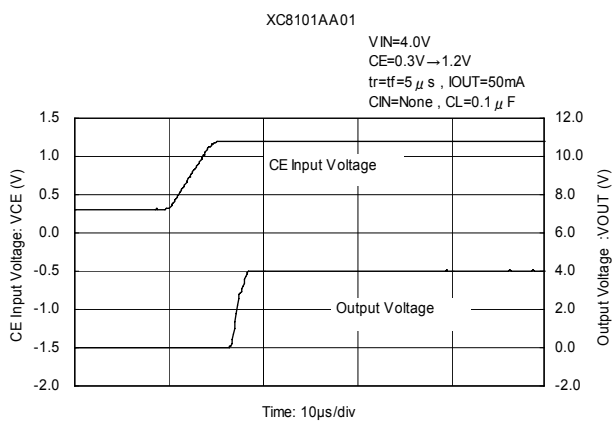 XC8101AA01
VIN=4.0V
CE=0.3V→1.2V
tr=tf=5 μ s , IOUT=50mA
CIN=None , CL=0.1 μ F
1.5
1.0
0.5
0.0
-0.5
-1.0
-1.5
-2.0
CE Input Voltage: VCE (V)
CE Input Voltage
Output Voltage
12.0
10.0
8.0
6.0
4.0
2.0
0.0
-2.0
Output Voltage :VOUT (V)
Time: 10μs/div